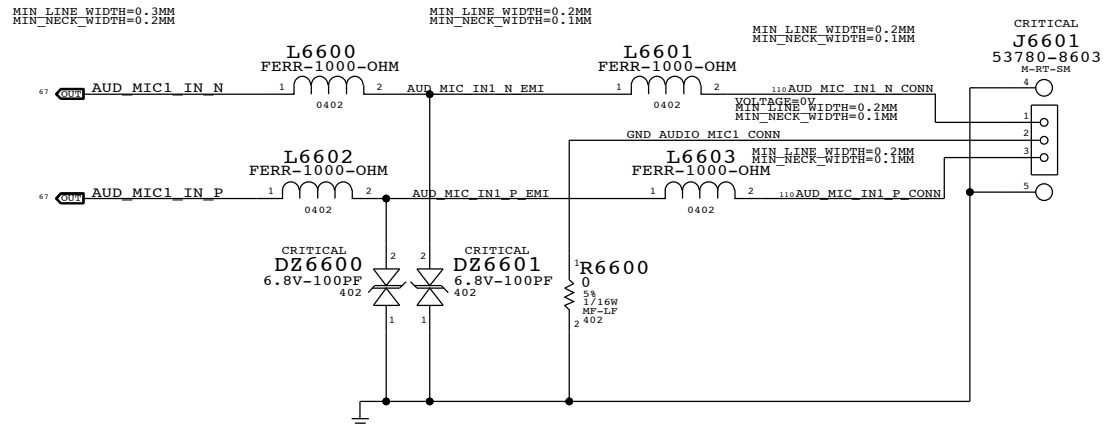 MIN_LINE_WIDTH=0.3MM
MIN_NECK_WIDTH=0.2MM
MIN_LINE_WIDTH=0.2MM
MIN_NECK_WIDTH=0.1MM
MIN_LINE_WIDTH=0.2MM
MIN_NECK_WIDTH=0.1MM
CRITICAL
J6601
53780-8603
M-RT-SM
L6600
FERR-1000-OHM
L6601
FERR-1000-OHM
67 OUT AUD_MIC1_IN_N
1 2
0402
AUD_MIC_IN1_N_EMI
1 2
0402
110 AUD_MIC_IN1_N_CONN
4
VOLTAGE=0V
MIN_LINE_WIDTH=0.2MM
MIN_NECK_WIDTH=0.1MM
1
GND_AUDIO_MIC1_CONN
2
3
L6602
FERR-1000-OHM
L6603
FERR-1000-OHM
MIN_LINE_WIDTH=0.2MM
MIN_NECK_WIDTH=0.1MM
67 OUT AUD_MIC1_IN_P
1 2
0402
AUD_MIC_IN1_P_EMI
1 2
0402
110 AUD_MIC_IN1_P_CONN
5
CRITICAL
DZ6600
6.8V-100PF
402
2
1
CRITICAL
DZ6601
6.8V-100PF
402
2
1
1
R6600
0
5%
1/16W
MF-LF
402
2